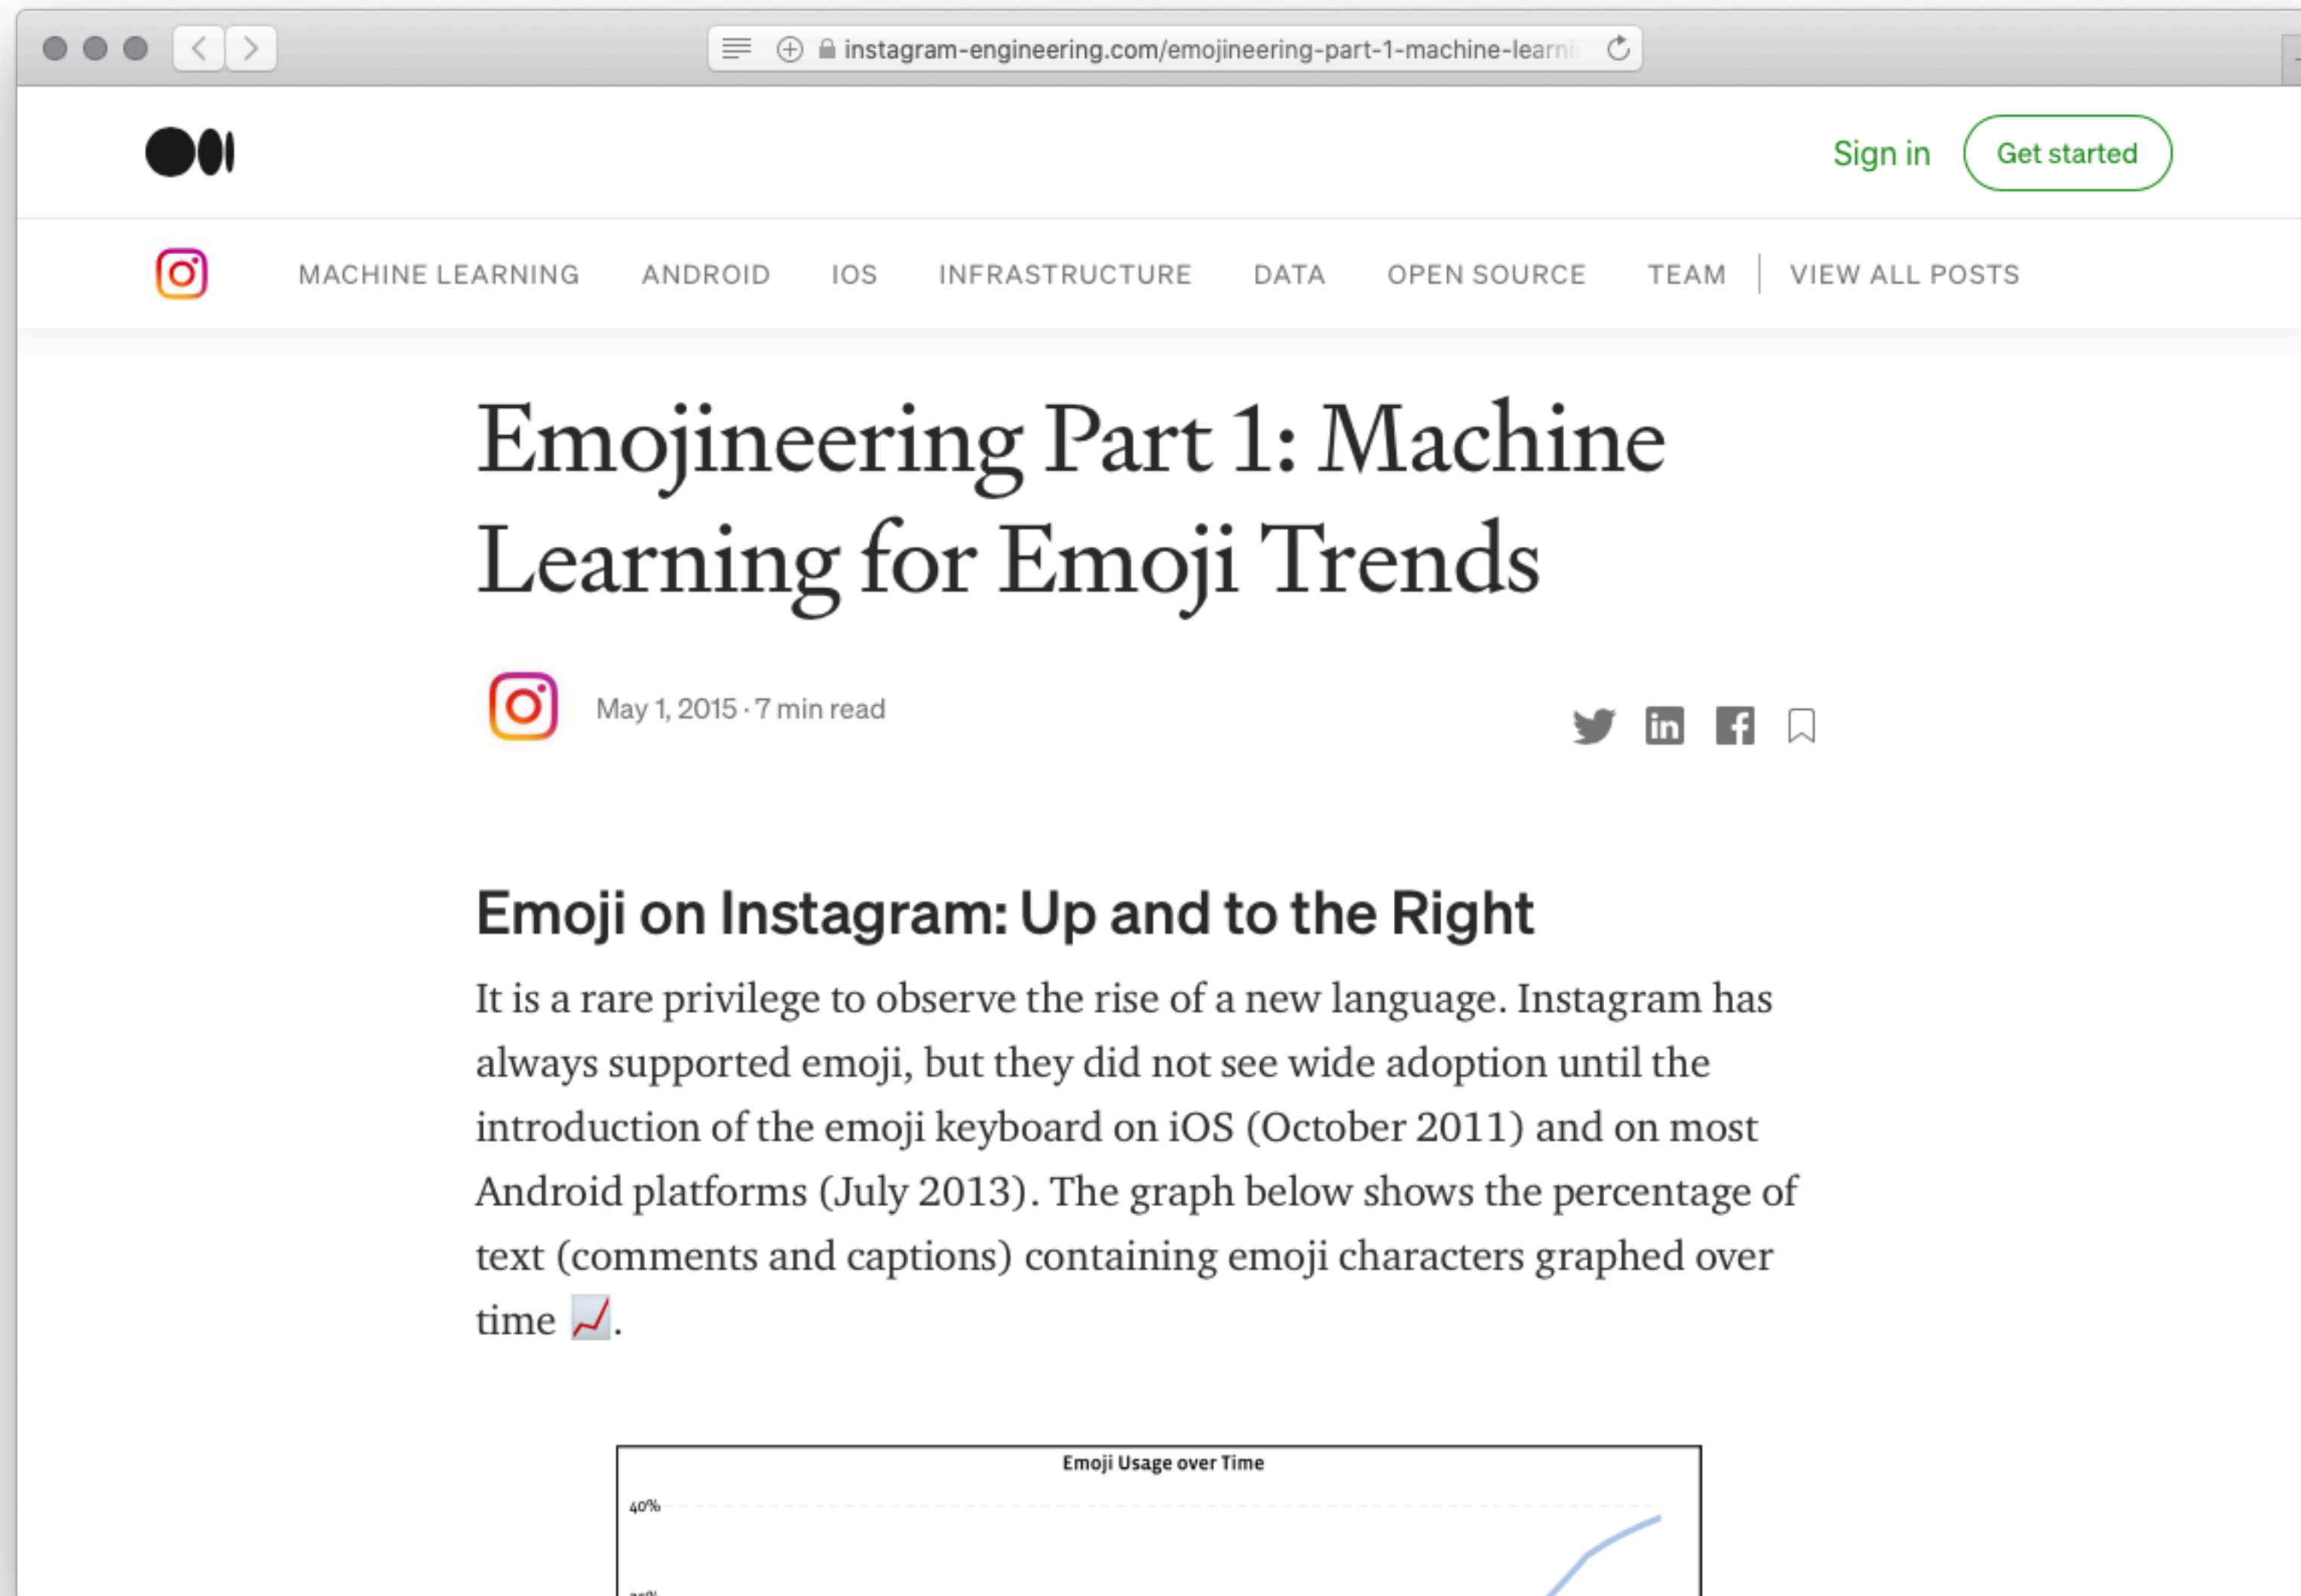 instagram-engineering.com/emojineering-part-1-machine-learni
Sign in
Get started
MACHINE LEARNING ANDROID IOS INFRASTRUCTURE DATA OPEN SOURCE TEAM VIEW ALL POSTS
Emojineering Part 1: Machine
Learning for Emoji Trends
May 1, 2015 · 7 min read
Emoji on Instagram: Up and to the Right
It is a rare privilege to observe the rise of a new language. Instagram has
always supported emoji, but they did not see wide adoption until the
introduction of the emoji keyboard on iOS (October 2011) and on most
Android platforms (July 2013). The graph below shows the percentage of
text (comments and captions) containing emoji characters graphed over
time 📈.
Emoji Usage over Time
40%